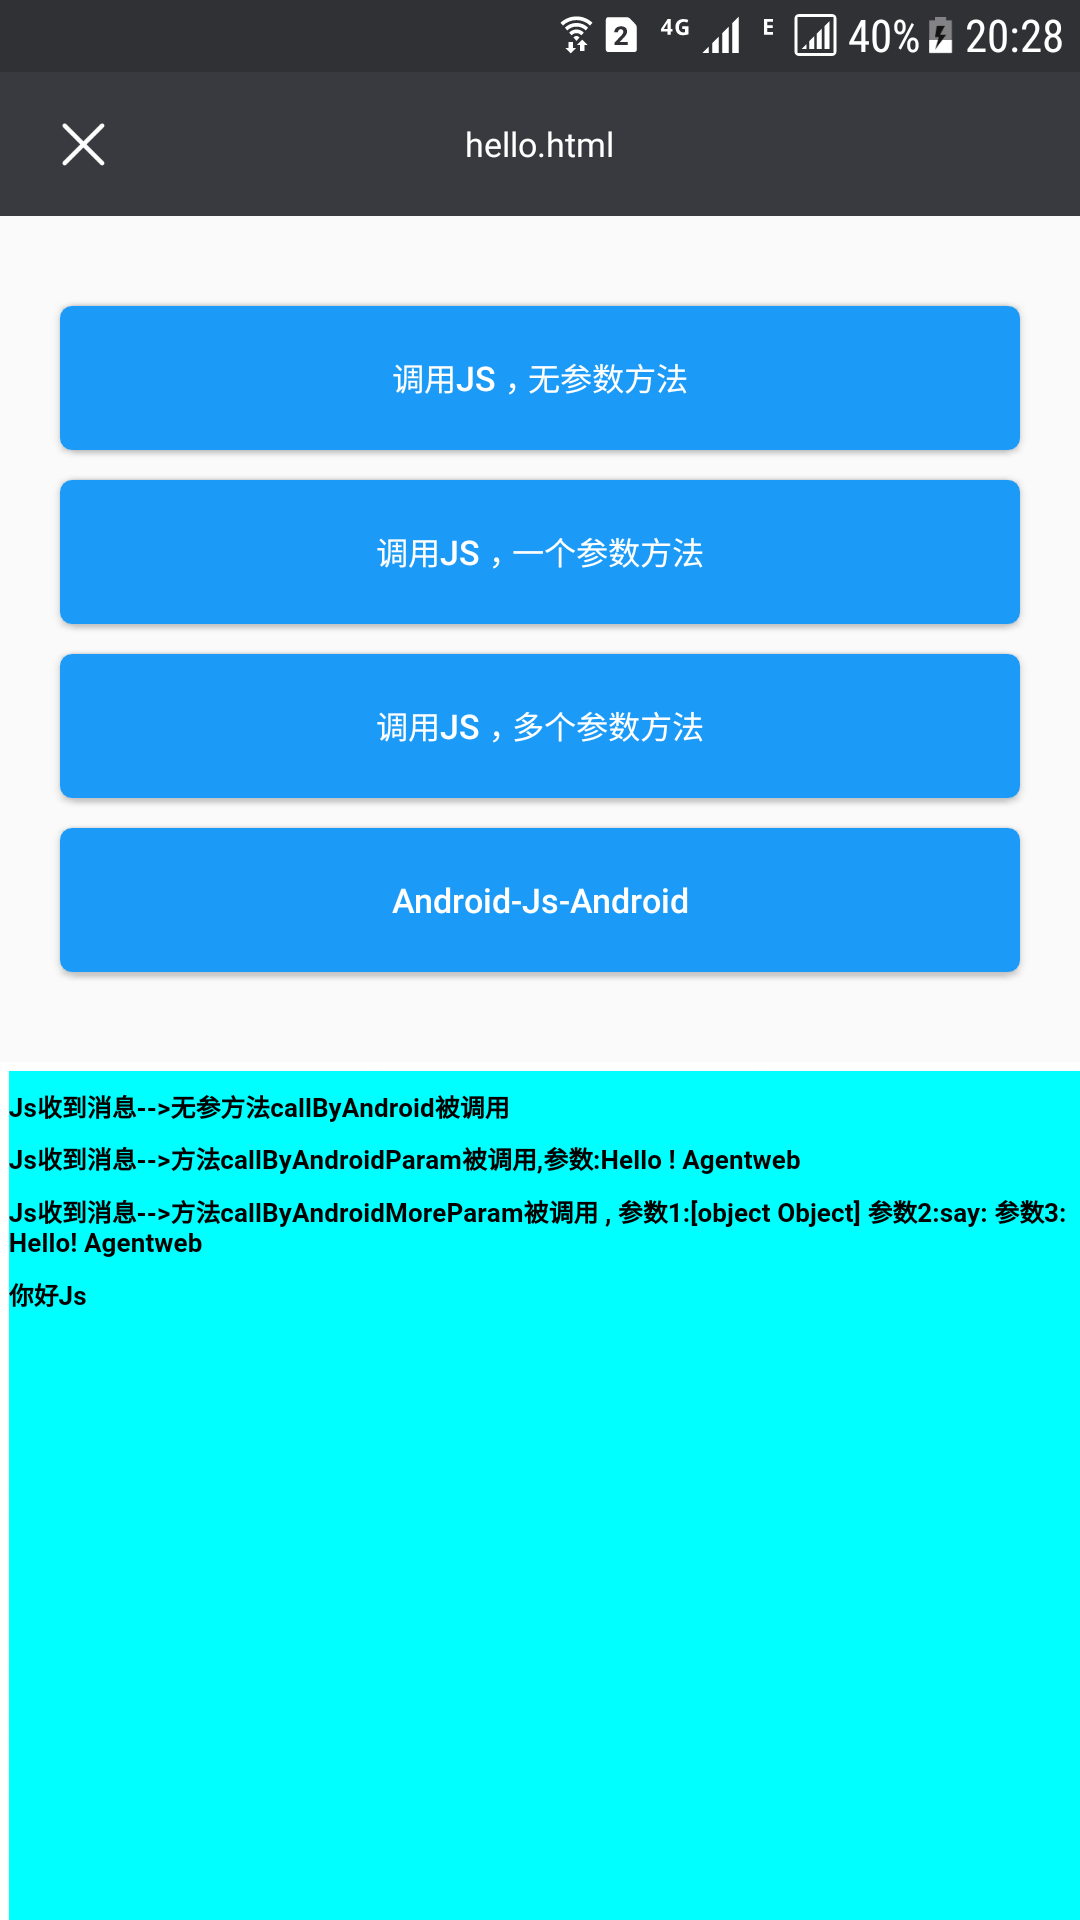 2 4G E 40% 20:28
hello.html
调用JS，无参数方法
调用JS，一个参数方法
调用JS，多个参数方法
Android-Js-Android
Js收到消息-->无参方法callByAndroid被调用
Js收到消息-->方法callByAndroidParam被调用,参数:Hello ! Agentweb
Js收到消息-->方法callByAndroidMoreParam被调用 , 参数1:[object Object] 参数2:say: 参数3:
Hello! Agentweb
你好Js